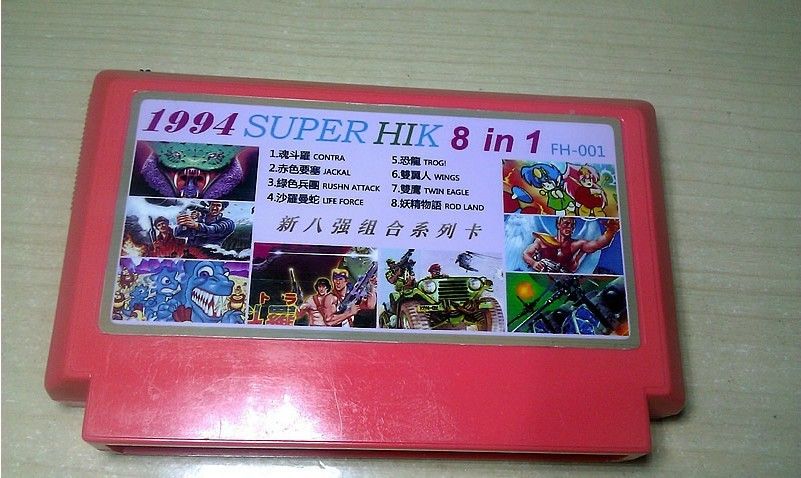 1994 SUPER HIK 8 in 1 FH-001
1.魂斗羅 CONTRA
2.赤色要塞 JACKAL
3.綠色兵團 RUSHN ATTACK
4.沙羅曼蛇 LIFE FORCE
5.恐龍 TROG!
6.雙翼人 WINGS
7.雙鷹 TWIN EAGLE
8.妖精物語 ROD LAND
新八强组合系列卡
トラ